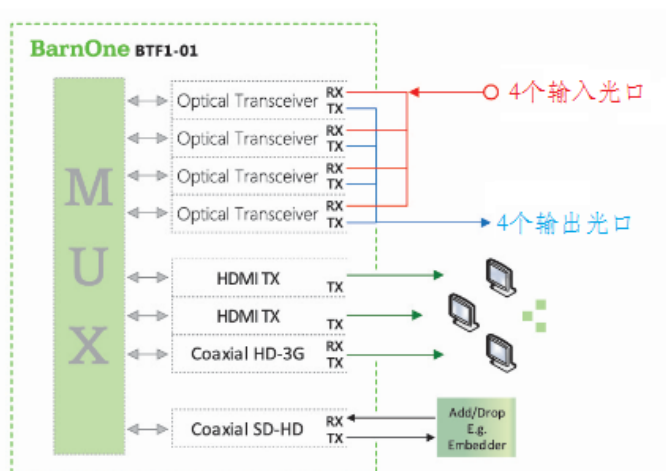 BarnOne BTF1-01
MUX
Optical Transceiver RX TX
4个输入光口
Optical Transceiver RX TX
Optical Transceiver RX TX
Optical Transceiver RX TX
4个输出光口
HDMI TX TX
HDMI TX TX
Coaxial HD-3G RX TX
Coaxial SD-HD RX TX
Add/Drop
E.g.
Embedder